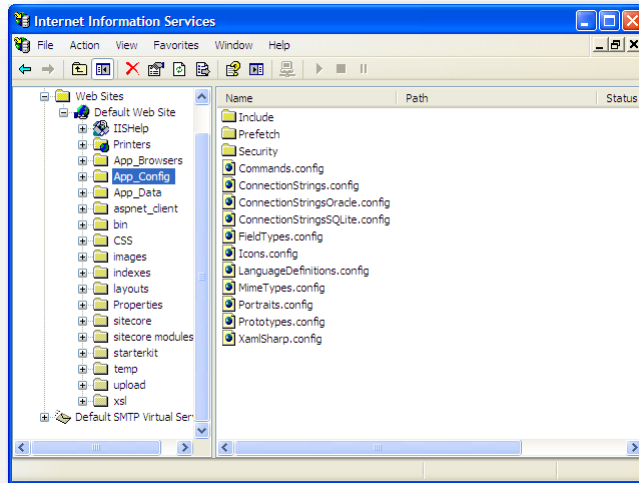 Internet Information Services
File Action View Favorites Window Help
Web Sites
Default Web Site
IISHelp
Printers
App_Browsers
App_Config
App_Data
aspnet_client
bin
CSS
images
indexes
layouts
Properties
sitecore
sitecore modules
starterkit
temp
upload
xsl
Default SMTP Virtual Ser
Name Path Status
Include
Prefetch
Security
Commands.config
ConnectionStrings.config
ConnectionStringsOracle.config
ConnectionStringsSQLite.config
FieldTypes.config
Icons.config
LanguageDefinitions.config
MimeTypes.config
Portraits.config
Prototypes.config
XamlSharp.config